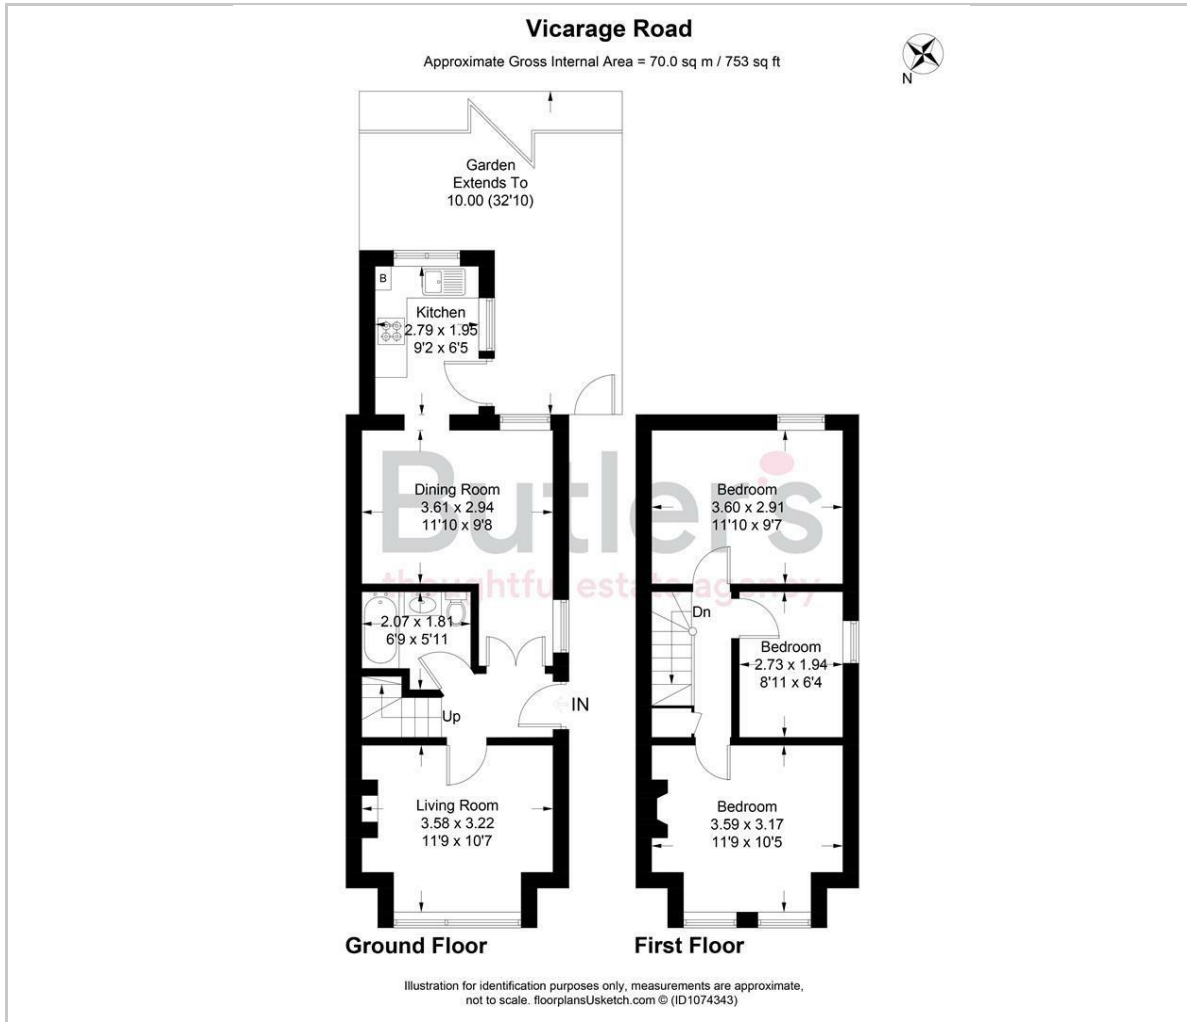 Vicarage Road
Approximate Gross Internal Area = 70.0 sq m / 753 sq ft
N
Garden
Extends To
10.00 (32'10)
B
Kitchen
2.79 x 1.95
9'2 x 6'5
Dining Room
3.61 x 2.94
11'10 x 9'8
Bedroom
3.60 x 2.91
11'10 x 9'7
Butler's
thoughtful estate agency
2.07 x 1.81
6'9 x 5'11
Dn
Bedroom
2.73 x 1.94
8'11 x 6'4
IN
Up
Living Room
3.58 x 3.22
11'9 x 10'7
Bedroom
3.59 x 3.17
11'9 x 10'5
Ground Floor
First Floor
Illustration for identification purposes only, measurements are approximate,
not to scale. floorplansUsketch.com © (ID1074343)